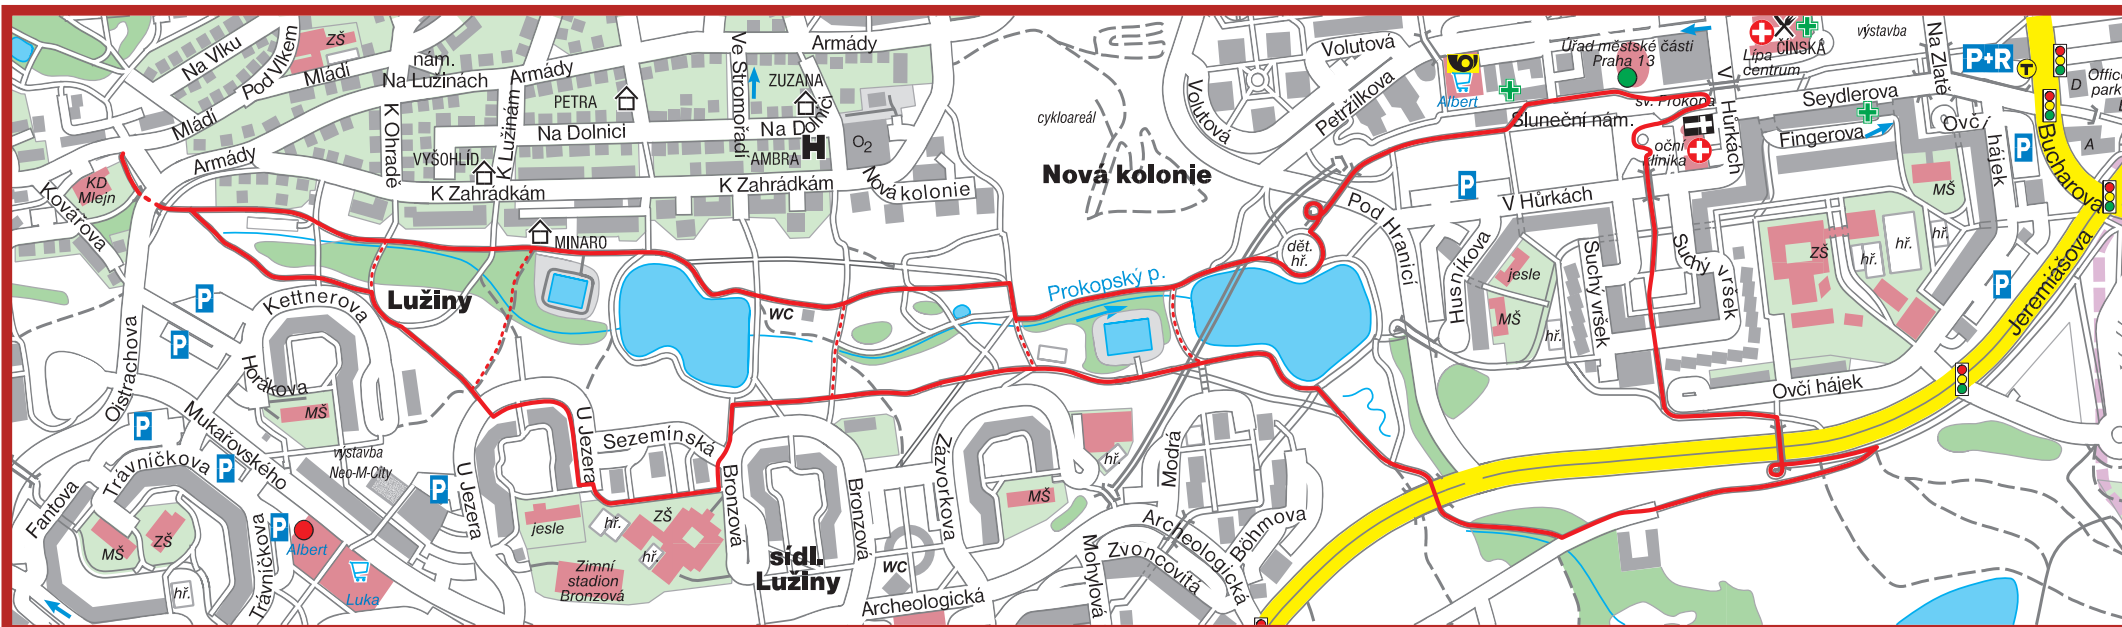 Na Vlku
Pod Vlkem
ZŠ
Mládí
Mládí
nám.
Na Lužinách
Armády
Armády
K Ohradě
K Lužinám
PETRA
Na Dolnici
VYŠOHLÍD
K Zahrádkám
Ve Stromořadí
ZUZANA
Na Dolnici
AMBRA
H
O2
Armády
K Zahrádkám
Nová kolonie
cykloareál
Nová kolonie
Volutová
Volutová
Petržílkova
Albert
Úřad městské části
Praha 13
sv. Prokopa
Sluneční nám.
oční
klinika
Lípa
centrum
ČÍNSKÁ
výstavba
Na Zlatě
P+R
T
D
Office
park
A
Seydlerova
Fingerova
Ovčí
hájek
P
Bucharova
V
Hůrkách
V Hůrkách
P
Pod Hranicí
KD
Mlejn
Kovářova
MINARO
Lužiny
Kettnerova
P
P
Oistrachova
Horákova
MŠ
WC
Prokopský p.
dět.
hř.
Husníkova
jesle
MŠ
hř.
Suchý vršek
Suchý
vršek
ZŠ
hř.
hř.
hř.
MŠ
P
Jeremiášova
Ovčí hájek
P
Mukařovského
P
Trávníčkova
Fantova
MŠ
ZŠ
hř.
Trávníčkova
P
Albert
Luka
výstavba
Neo-M-City
P
U Jezera
U Jezera
Sezemínská
jesle
hř.
ZŠ
hř.
Zimní
stadion
Bronzová
Bronzová
sídl.
Lužiny
Bronzová
WC
Archeologická
Zázvorkova
MŠ
hř.
Modrá
Archeologická
Zvoncovitá
Böhmova
Mohylová